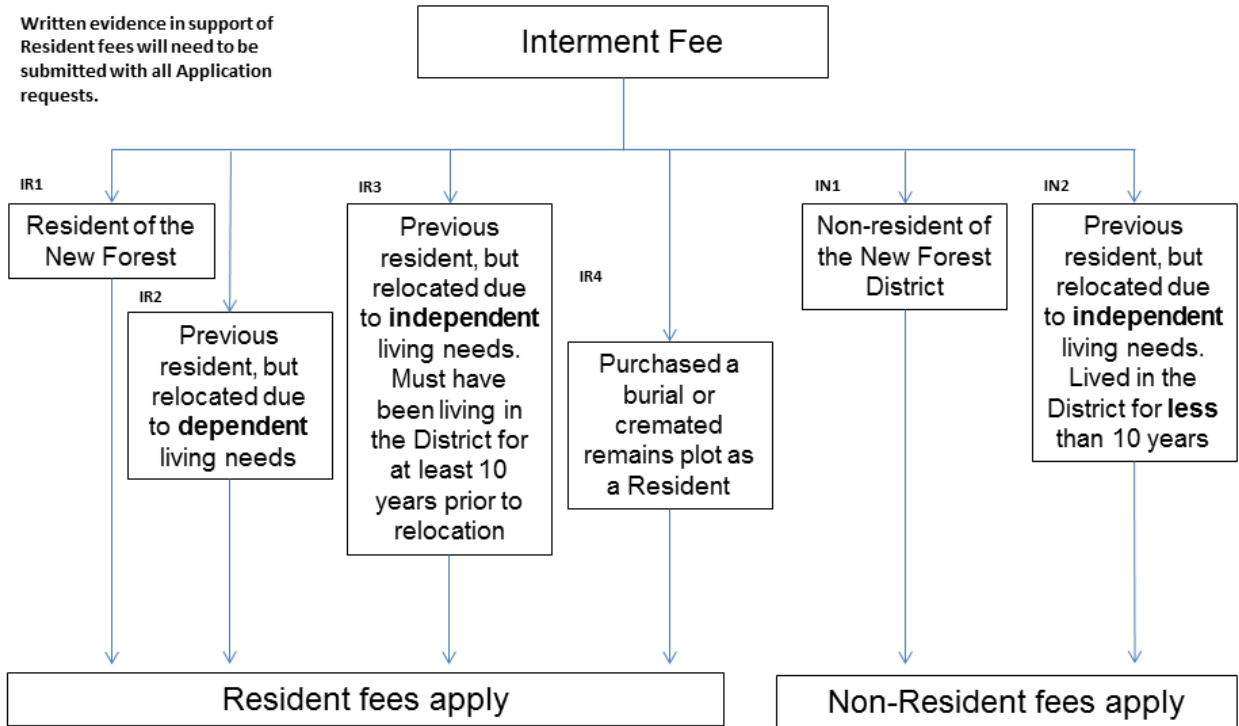 Written evidence in support of
Resident fees will need to be
submitted with all Application
requests.
Interment Fee
IR1
Resident of the
New Forest
IR2
Previous
resident, but
relocated due
to dependent
living needs
IR3
Previous
resident, but
relocated due
to independent
living needs.
Must have
been living in
the District for
at least 10
years prior to
relocation
IR4
Purchased a
burial or
cremated
remains plot as
a Resident
IN1
Non-resident of
the New Forest
District
IN2
Previous
resident, but
relocated due
to independent
living needs.
Lived in the
District for less
than 10 years
Resident fees apply
Non-Resident fees apply